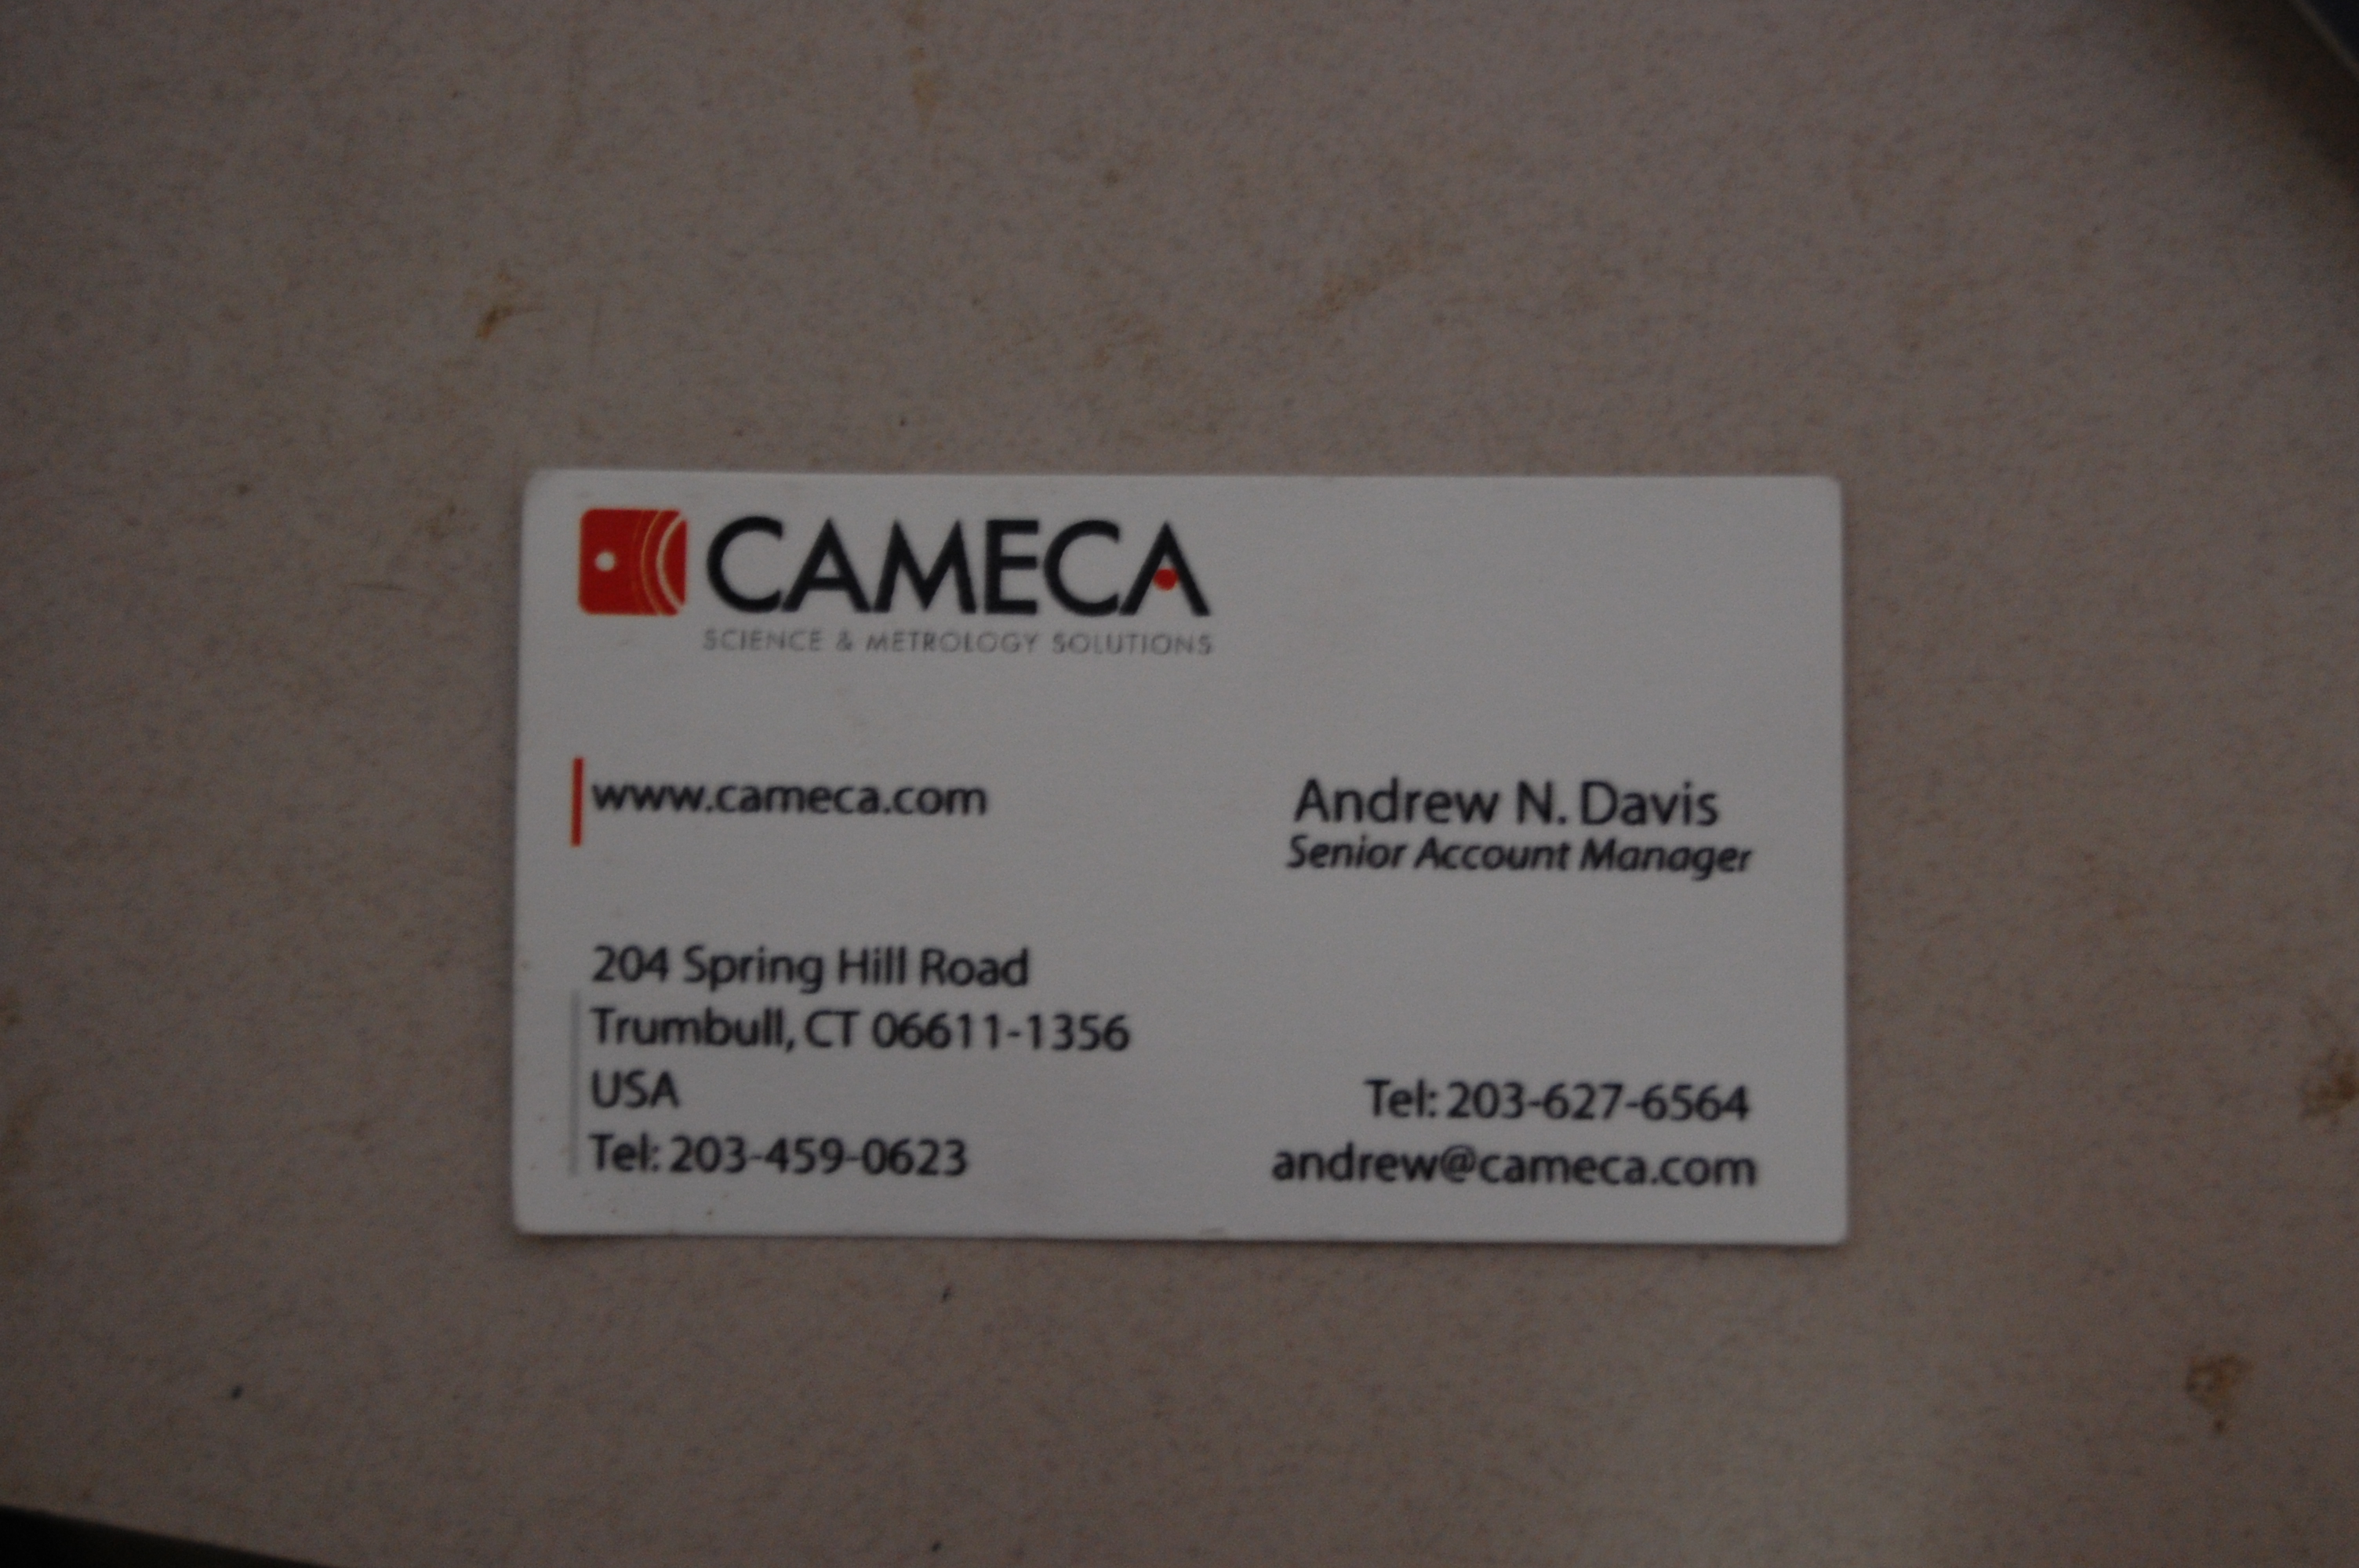 CAMECA
SCIENCE & METROLOGY SOLUTIONS
www.cameca.com
Andrew N. Davis
Senior Account Manager
204 Spring Hill Road
Trumbull, CT 06611-1356
USA
Tel: 203-459-0623
Tel: 203-627-6564
andrew@cameca.com